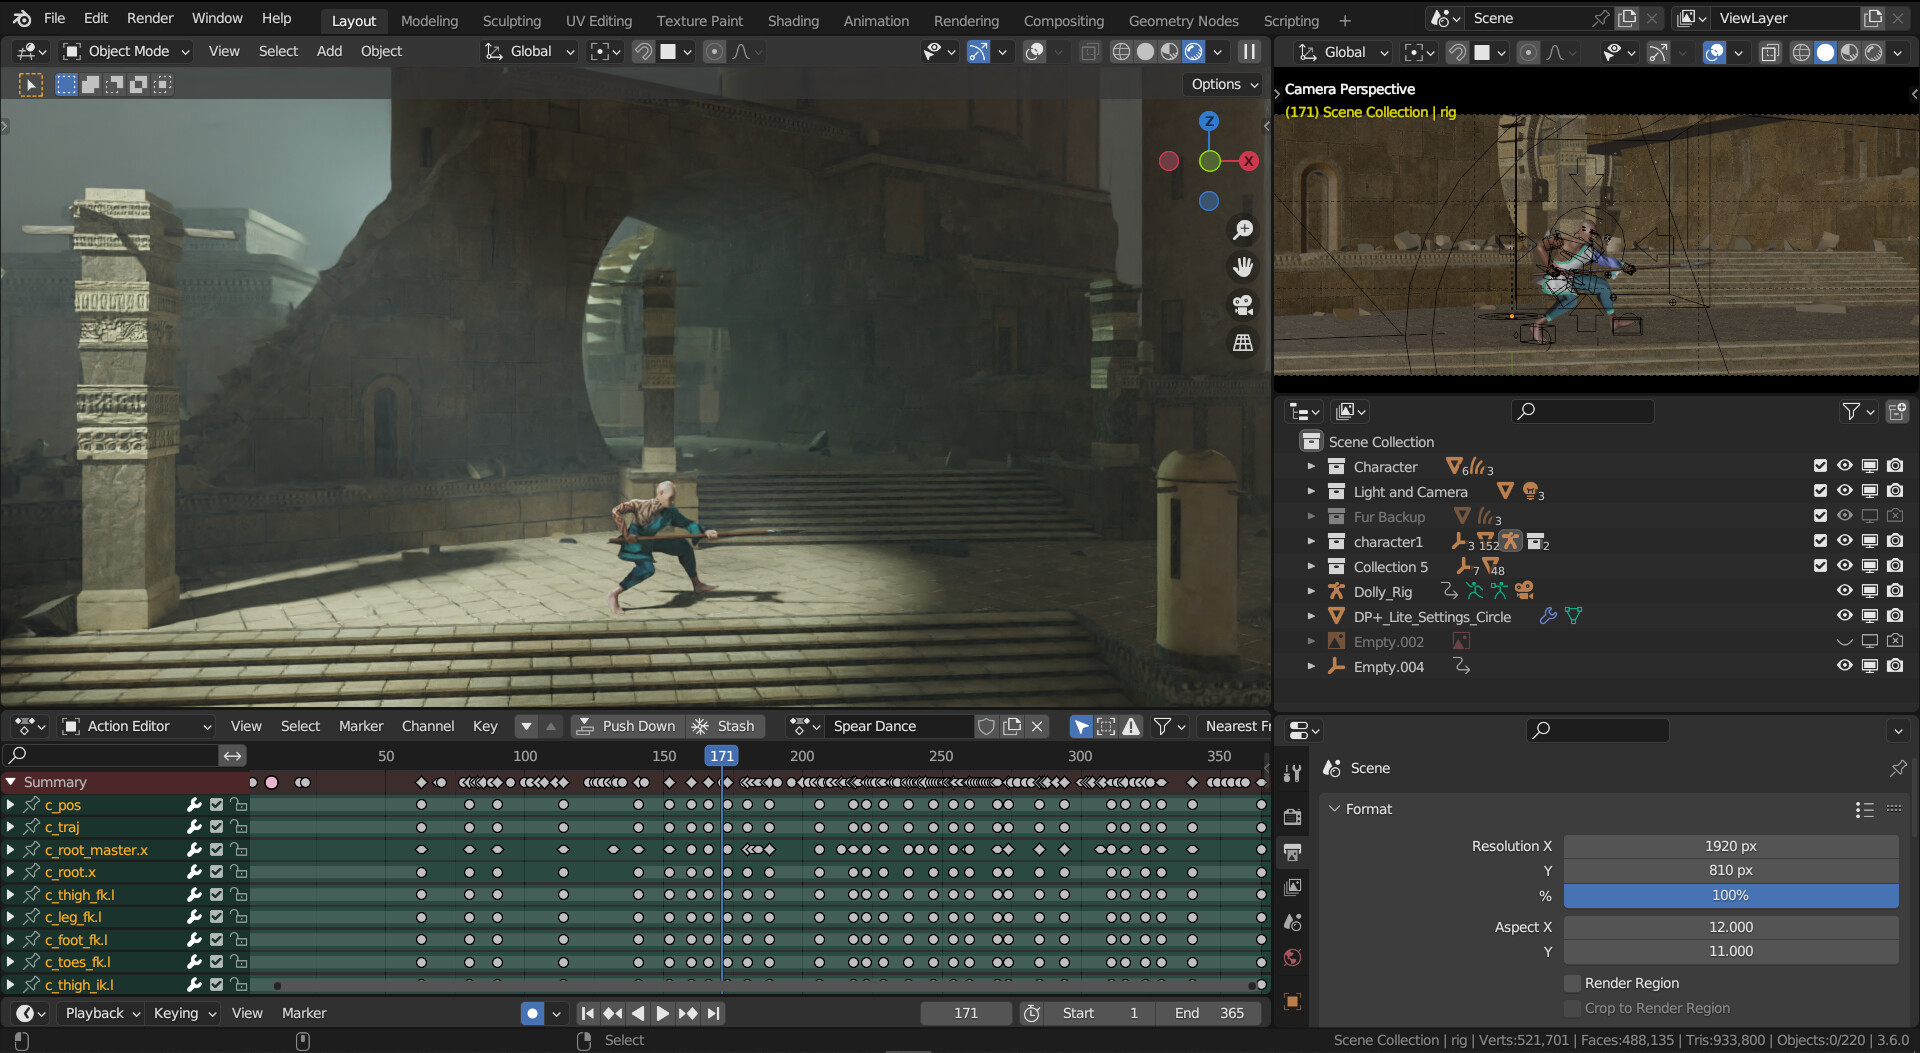 File Edit Render Window Help Layout Modeling Sculpting UV Editing Texture Paint Shading Animation Rendering Compositing Geometry Nodes Scripting + Scene ViewLayer
Object Mode View Select Add Object Global Global
Options
Z
X
Camera Perspective
(171) Scene Collection | rig
Scene Collection
Character 6 3
Light and Camera 3
Fur Backup 3
character1 3 152 2
Collection 5 7 48
Dolly_Rig
DP+_Lite_Settings_Circle
Empty.002
Empty.004
Action Editor View Select Marker Channel Key Push Down Stash Spear Dance Nearest Fr
50 100 150 171 200 250 300 350
Summary
c_pos
c_traj
c_root_master.x
c_root.x
c_thigh_fk.l
c_leg_fk.l
c_foot_fk.l
c_toes_fk.l
c_thigh_ik.l
Scene
Format
Resolution X 1920 px
Y 810 px
% 100%
Aspect X 12.000
Y 11.000
Render Region
Crop to Render Region
Playback Keying View Marker 171 Start 1 End 365
Select Scene Collection | rig | Verts:521,701 | Faces:488,135 | Tris:933,800 | Objects:0/220 | 3.6.0